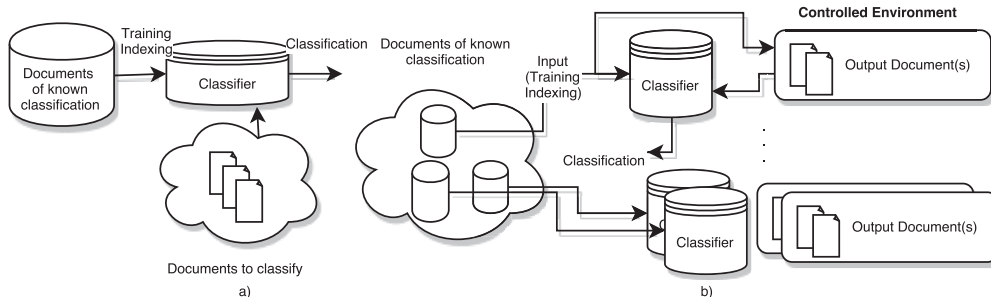 Training
Indexing
Documents
of known
classification
Classifier
Classification
Documents to classify
a)
Documents of known
classification
Input
(Training
Indexing)
Classifier
Classification
Controlled Environment
Output Document(s)
Classifier
Output Document(s)
b)